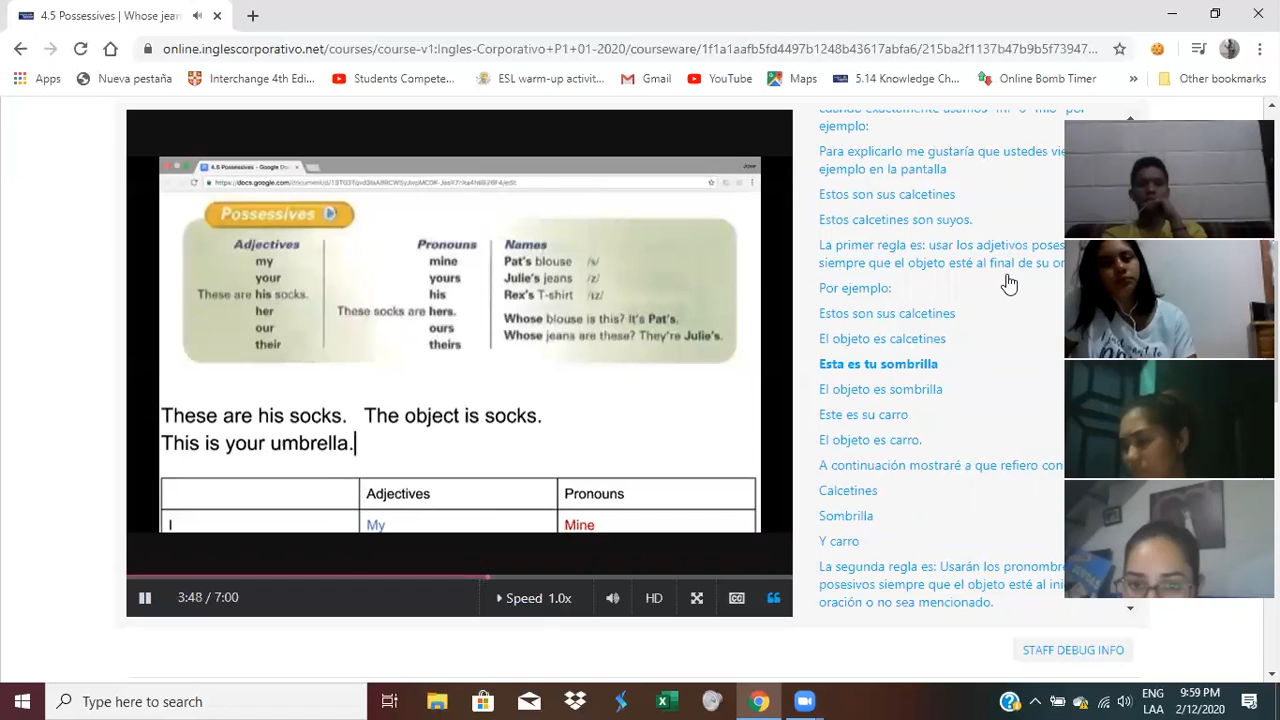 4.5 Possessives | Whose jean
online.inglescorporativo.net/courses/course-v1:Ingles-Corporativo+P1+01-2020/courseware/1f1a1aafb5fd4497b1248b43617abfa6/215ba2f1137b47b9b5f73947...
Apps Nueva pestaña Interchange 4th Edi... Students Compete... ESL warm-up activit... Gmail YouTube Maps 5.14 Knowledge Ch... Online Bomb Timer » Other bookmarks
4.5 Possessives - Google Do
Possessives
Adjectives
my
your
These are his socks.
her
our
their
Pronouns
mine
yours
his
These socks are hers.
ours
theirs
Names
Pat's blouse /s/
Julie's jeans /z/
Rex's T-shirt /ɪz/
Whose blouse is this? It's Pat's.
Whose jeans are these? They're Julie's.
These are his socks. The object is socks.
This is your umbrella.
Adjectives Pronouns
I My Mine
3:48 / 7:00 Speed 1.0x HD
ejemplo:
Para explicarlo me gustaría que ustedes vie
ejemplo en la pantalla
Estos son sus calcetines
Estos calcetines son suyos.
La primer regla es: usar los adjetivos poses
siempre que el objeto esté al final de su or
Por ejemplo:
Estos son sus calcetines
El objeto es calcetines
Esta es tu sombrilla
El objeto es sombrilla
Este es su carro
El objeto es carro.
A continuación mostraré a que refiero con
Calcetines
Sombrilla
Y carro
La segunda regla es: Usarán los pronombre
posesivos siempre que el objeto esté al ini
oración o no sea mencionado.
STAFF DEBUG INFO
Type here to search
ENG
LAA
9:59 PM
2/12/2020